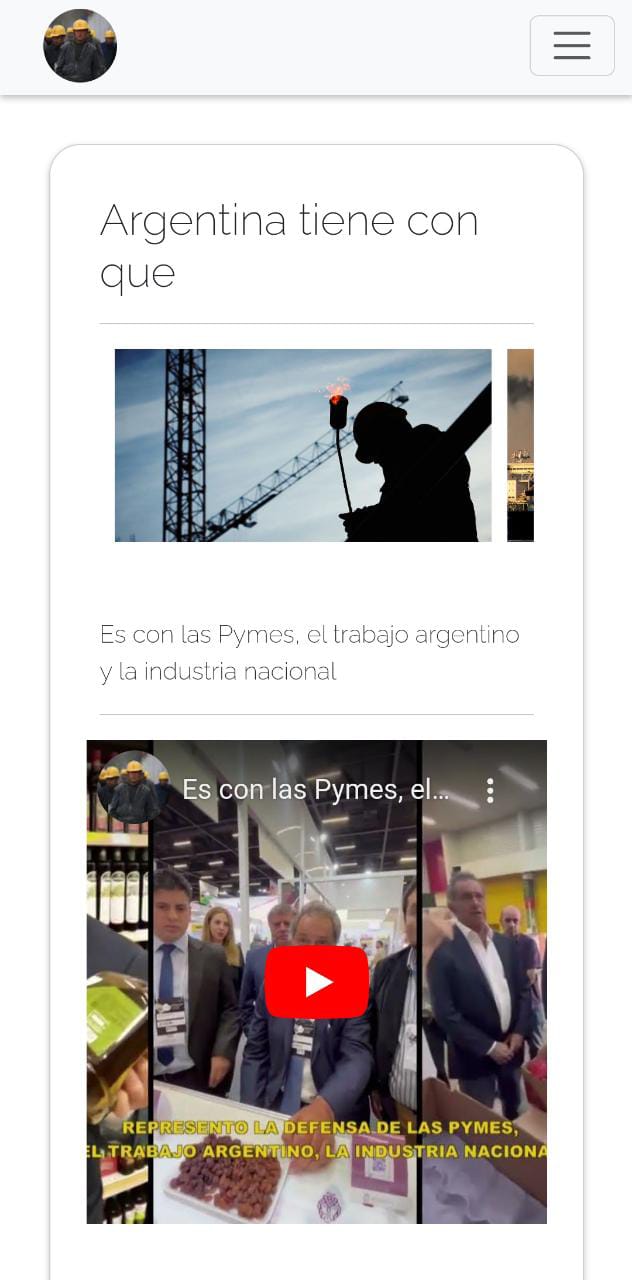 Argentina tiene con
que
Es con las Pymes, el trabajo argentino
y la industria nacional
Es con las Pymes, el...
REPRESENTO LA DEFENSA DE LAS PYMES,
EL TRABAJO ARGENTINO, LA INDUSTRIA NACIONA